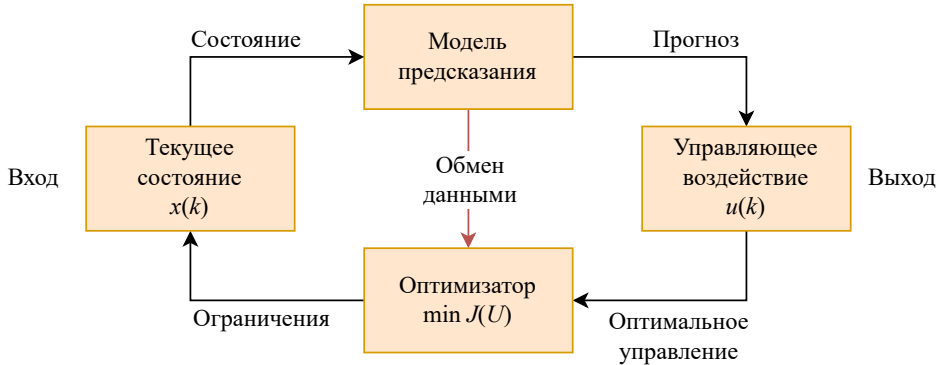 Состояние
Модель
предсказания
Прогноз
Вход
Текущее
состояние
x(k)
Обмен
данными
Управляющее
воздействие
u(k)
Выход
Ограничения
Оптимизатор
min J(U)
Оптимальное
управление